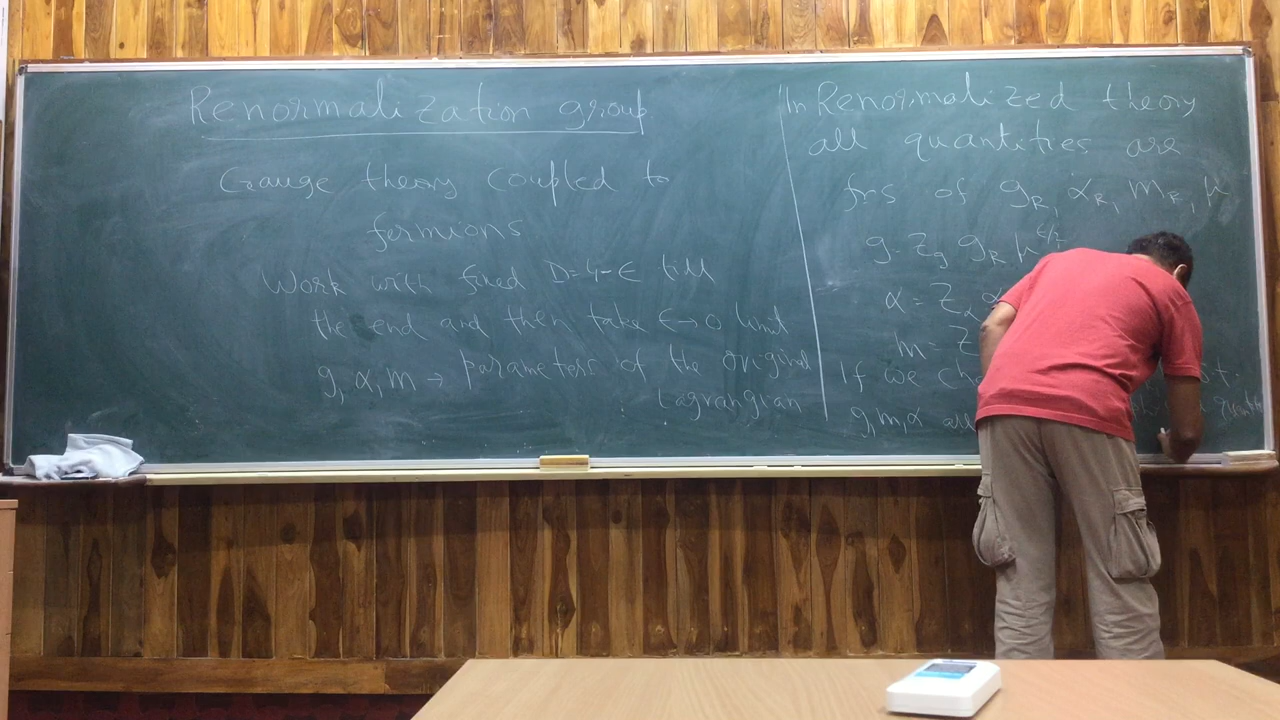 Renormalization group
Gauge theory coupled to
fermions
Work with fixed D=4-ϵ till
the end and then take ϵ→0 limit
g, α, m → parameters of the original
Lagrangian
In Renormalized theory
all quantities are
fns of g_R, α_R, m_R, μ
g = Z_g g_R μ^{ϵ/2}
α = Z_α
m = Z
If we
g, m, α